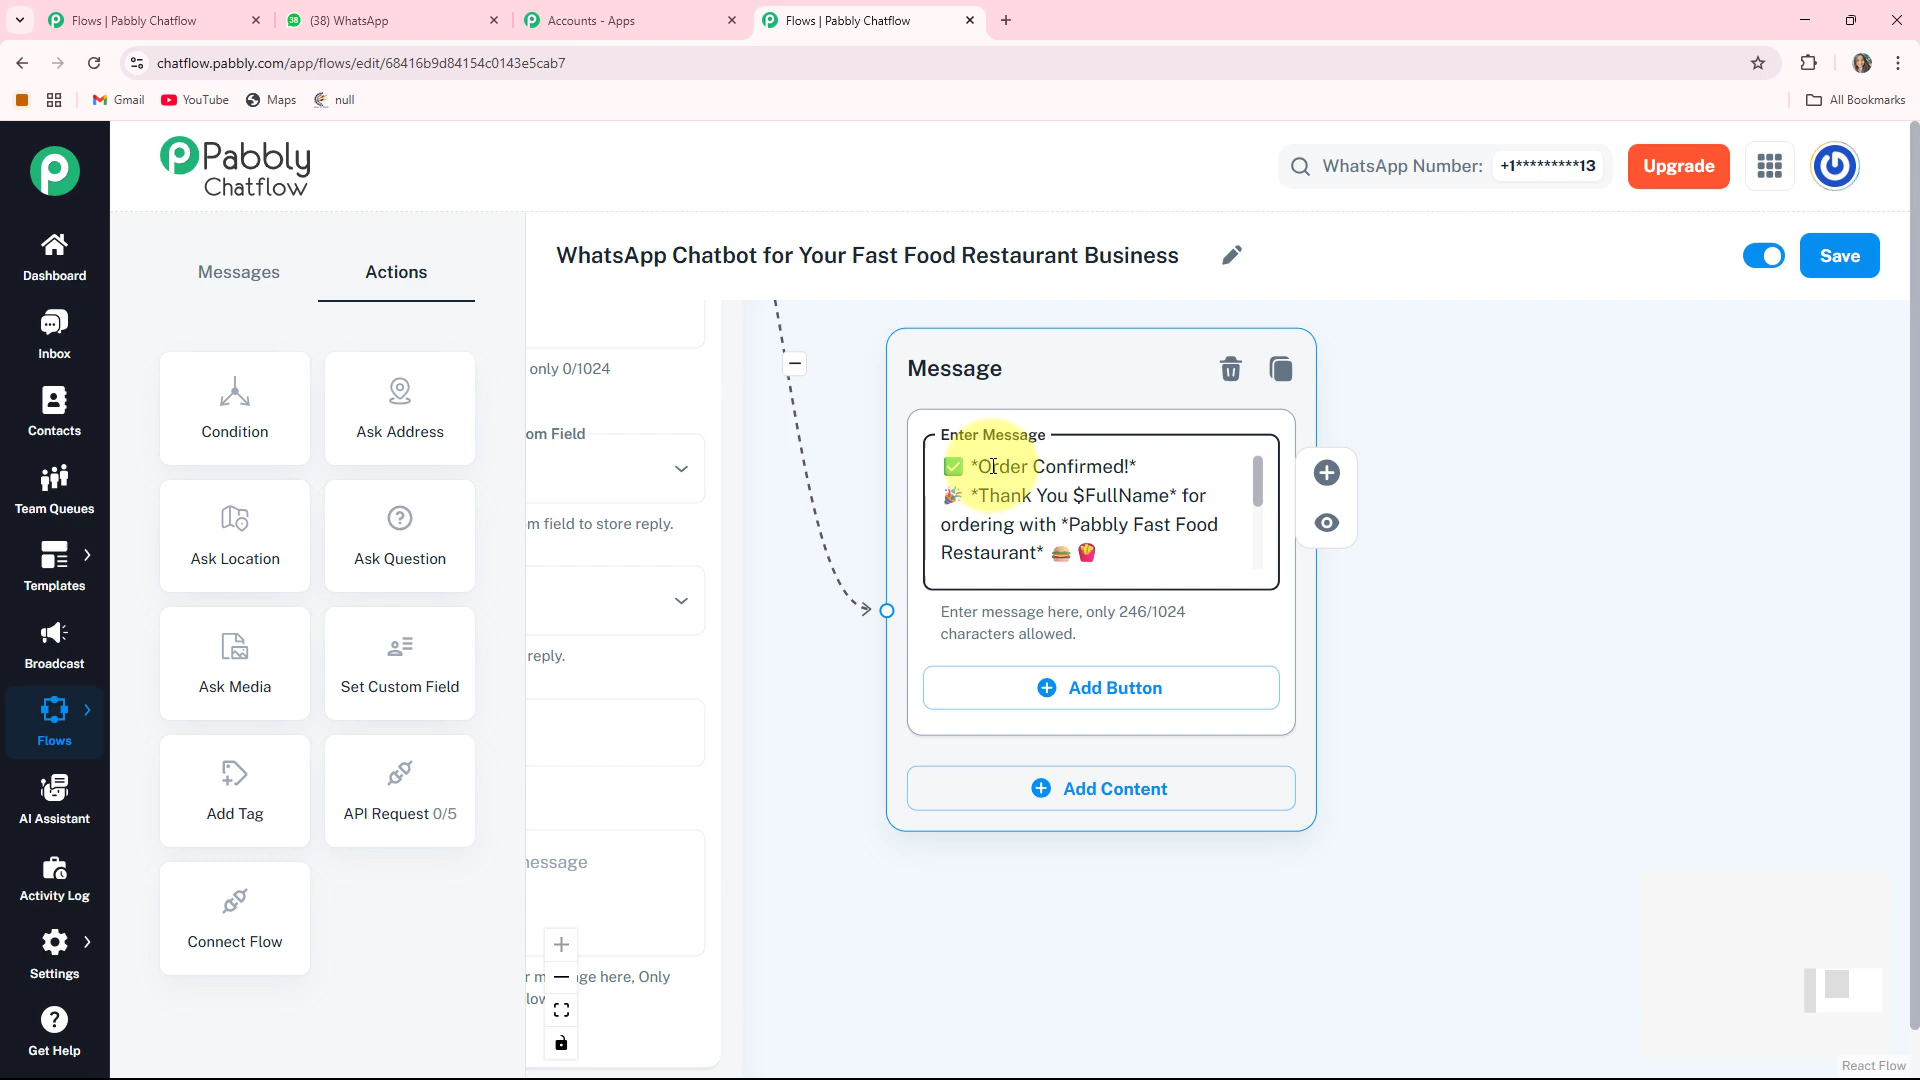 Flows | Pabbly Chatflow
(38) WhatsApp
Accounts - Apps
Flows | Pabbly Chatflow
chatflow.pabbly.com/app/flows/edit/68416b9d84154c0143e5cab7
Gmail
YouTube
Maps
null
All Bookmarks
Pabbly
Chatflow
WhatsApp Number: +1*********13
Upgrade
Dashboard
Inbox
Contacts
Team Queues
Templates
Broadcast
Flows
AI Assistant
Activity Log
Settings
Get Help
Messages
Actions
Condition
Ask Address
Ask Location
Ask Question
Ask Media
Set Custom Field
Add Tag
API Request 0/5
Connect Flow
WhatsApp Chatbot for Your Fast Food Restaurant Business
Save
only 0/1024
om Field
m field to store reply.
reply.
essage
ge here, Only
Message
Enter Message
✅ *Order Confirmed!*
🎉 *Thank You $FullName* for
ordering with *Pabbly Fast Food
Restaurant* 🍔🍟
Enter message here, only 246/1024
characters allowed.
Add Button
Add Content
React Flow